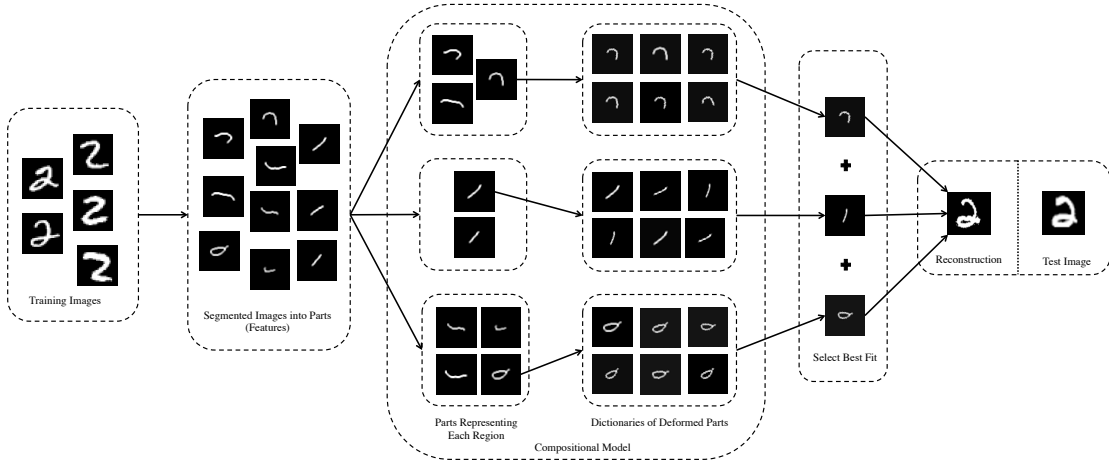 Training Images
Segmented Images into Parts
(Features)
Parts Representing
Each Region
Dictionaries of Deformed Parts
Compositional Model
Select Best Fit
Reconstruction
Test Image